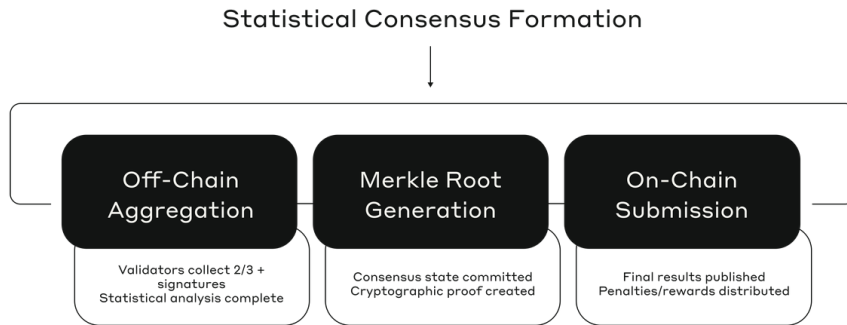 Statistical Consensus Formation
Off-Chain
Aggregation
Validators collect 2/3 +
signatures
Statistical analysis complete
Merkle Root
Generation
Consensus state committed
Cryptographic proof created
On-Chain
Submission
Final results published
Penalties/rewards distributed